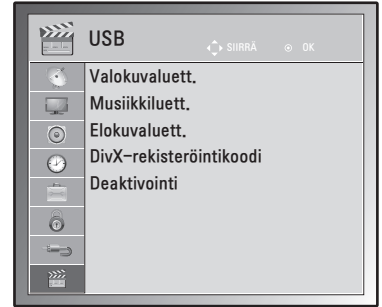 USB
SIIRRÄ OK
Valokuvaluett.
Musiikkiluett.
Elokuvaluett.
DivX-rekisteröintikoodi
Deaktivointi